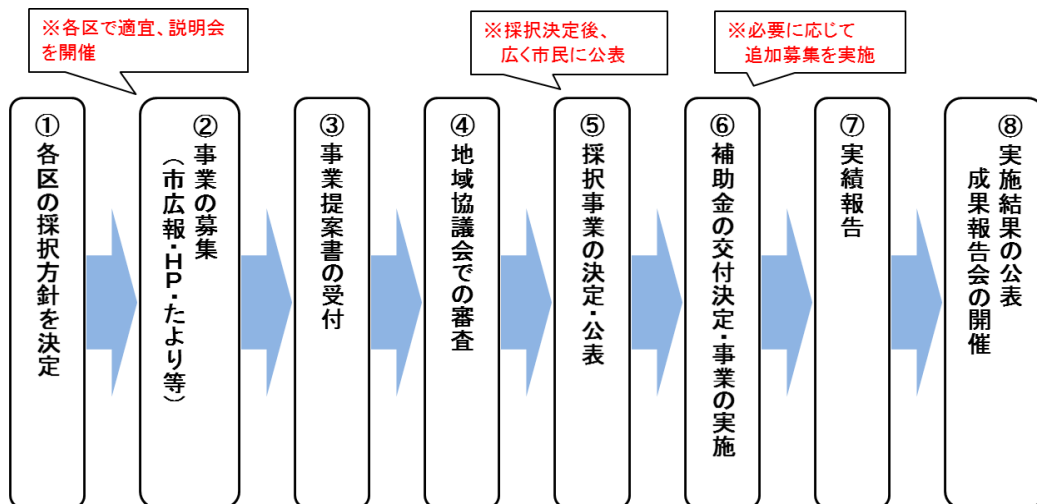 ※各区で適宜、説明会
を開催
※採択決定後、
広く市民に公表
※必要に応じて
追加募集を実施
①各区の採択方針を決定
②事業の募集
（市広報・ＨＰ・たより等）
③事業提案書の受付
④地域協議会での審査
⑤採択事業の決定・公表
⑥補助金の交付決定・事業の実施
⑦実績報告
⑧実施結果の公表
成果報告会の開催